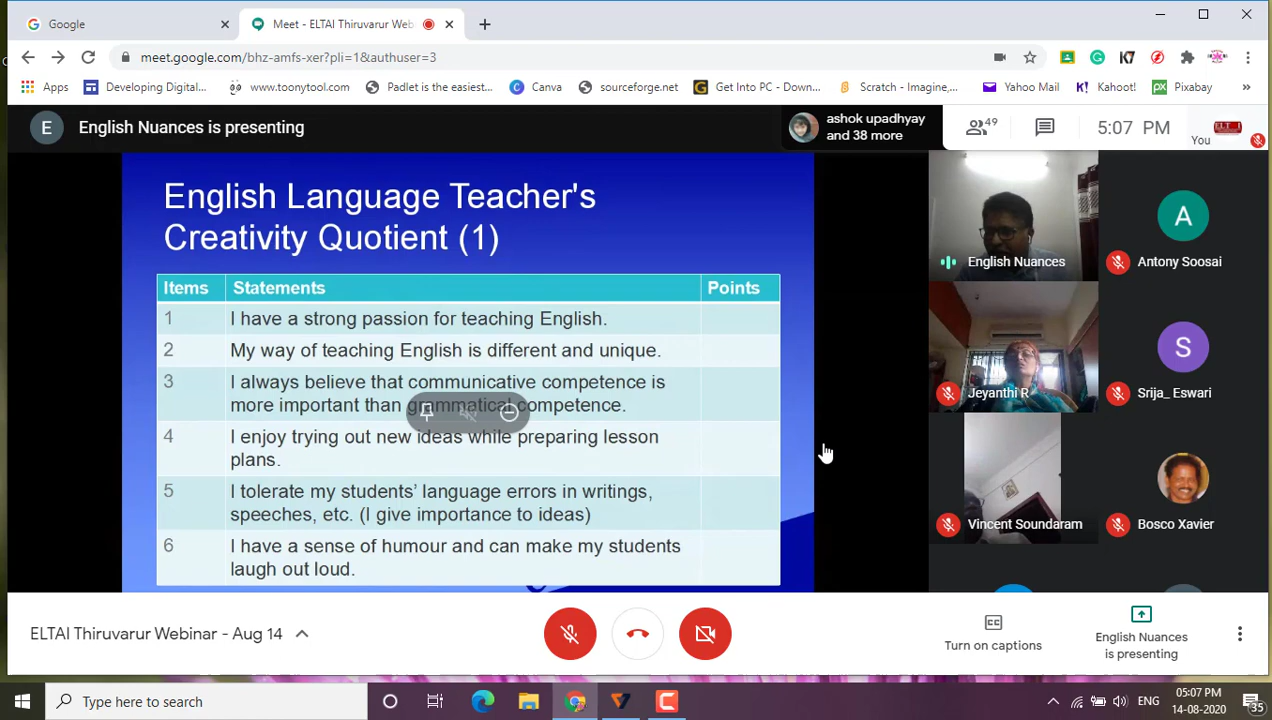 Google
Meet - ELTAI Thiruvarur Web
meet.google.com/bhz-amfs-xer?pli=1&authuser=3
Apps
Developing Digital...
www.tonytool.com
Padlet is the easiest...
Canva
sourceforge.net
Get Into PC - Down...
Scratch - Imagine,...
Yahoo Mail
Kahoot!
Pixabay
E
English Nuances is presenting
ashok upadhyay
and 38 more
49
5:07 PM
You
English Language Teacher's
Creativity Quotient (1)
Items Statements Points
1 I have a strong passion for teaching English.
2 My way of teaching English is different and unique.
3 I always believe that communicative competence is
more important than grammatical competence.
4 I enjoy trying out new ideas while preparing lesson
plans.
5 I tolerate my students' language errors in writings,
speeches, etc. (I give importance to ideas)
6 I have a sense of humour and can make my students
laugh out loud.
English Nuances
A
Antony Soosai
Jeyanthi R
S
Srija_ Eswari
Vincent Soundaram
Bosco Xavier
ELTAI Thiruvarur Webinar - Aug 14
Turn on captions
English Nuances
is presenting
Type here to search
ENG
05:07 PM
14-08-2020
35